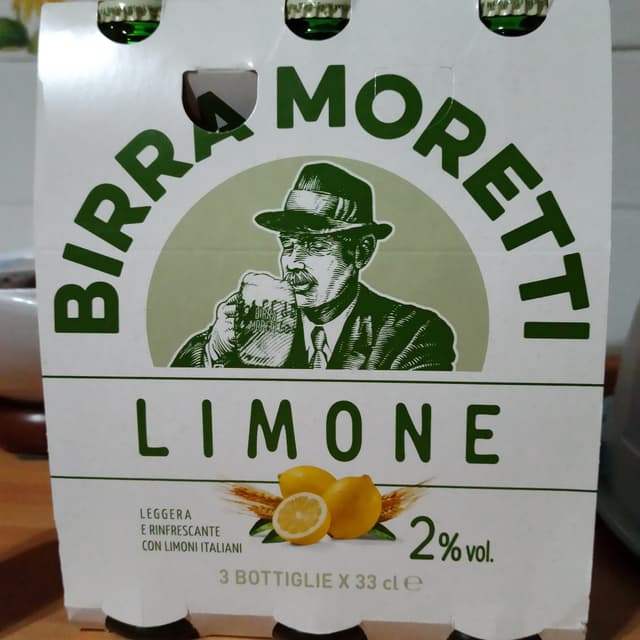 BIRRA MORETTI
LIMONE
LEGGERA
E RINFRESCANTE
CON LIMONI ITALIANI
2% vol.
3 BOTTIGLIE X 33 cl ℮